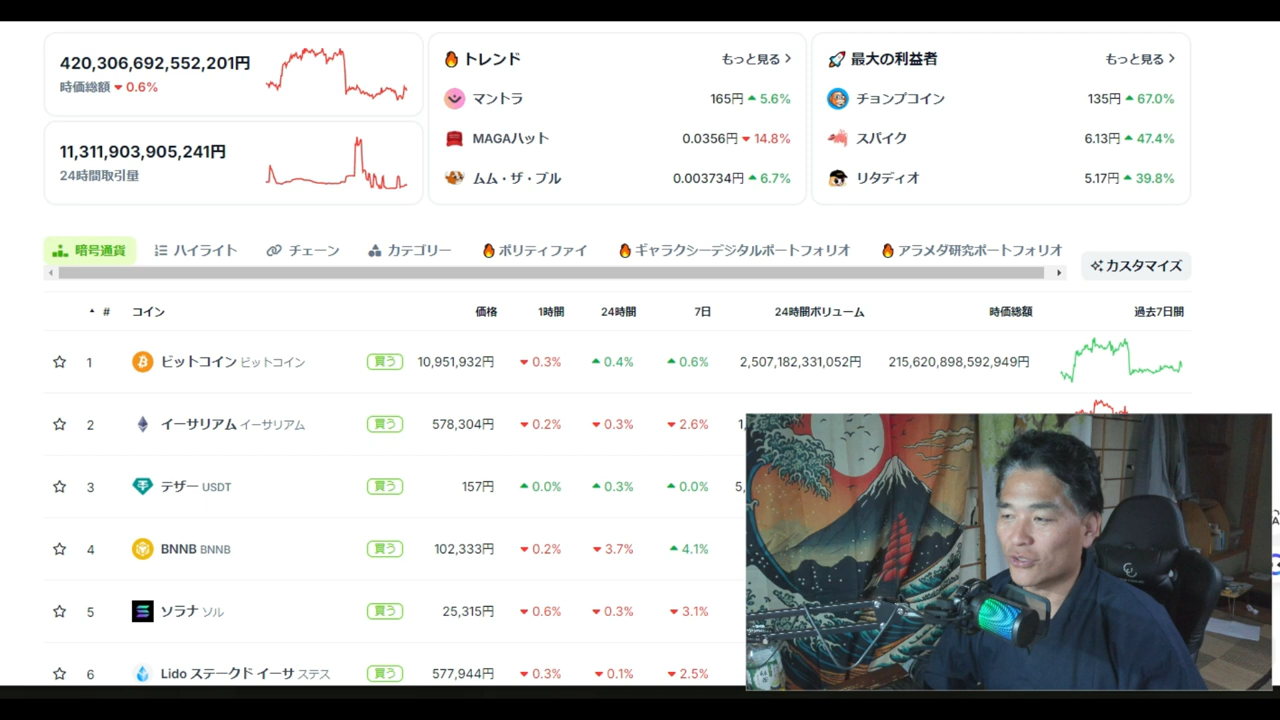 420,306,692,552,201円
時価総額 0.6%
11,311,903,905,241円
24時間取引量
トレンド もっと見る
マントラ 165円 5.6%
MAGAハット 0.0356円 14.8%
ムム・ザ・ブル 0.003734円 6.7%
最大の利益者 もっと見る
チョンプコイン 135円 67.0%
スパイク 6.13円 47.4%
リタディオ 5.17円 39.8%
暗号通貨 ハイライト チェーン カテゴリー ポリティファイ ギャラクシーデジタルポートフォリオ アラメダ研究ポートフォリオ カスタマイズ
# コイン 価格 1時間 24時間 7日 24時間ボリューム 時価総額 過去7日間
1 ビットコイン ビットコイン 買う 10,951,932円 0.3% 0.4% 0.6% 2,507,182,331,052円 215,620,898,592,949円
2 イーサリアム イーサリアム 買う 578,304円 0.2% 0.3% 2.6% 1,
3 テザー USDT 買う 157円 0.0% 0.3% 0.0% 5,
4 BNNB BNNB 買う 102,333円 0.2% 3.7% 4.1%
5 ソラナ ソル 買う 25,315円 0.6% 0.3% 3.1%
6 Lido ステークド イーサ ステス 買う 577,944円 0.3% 0.1% 2.5%